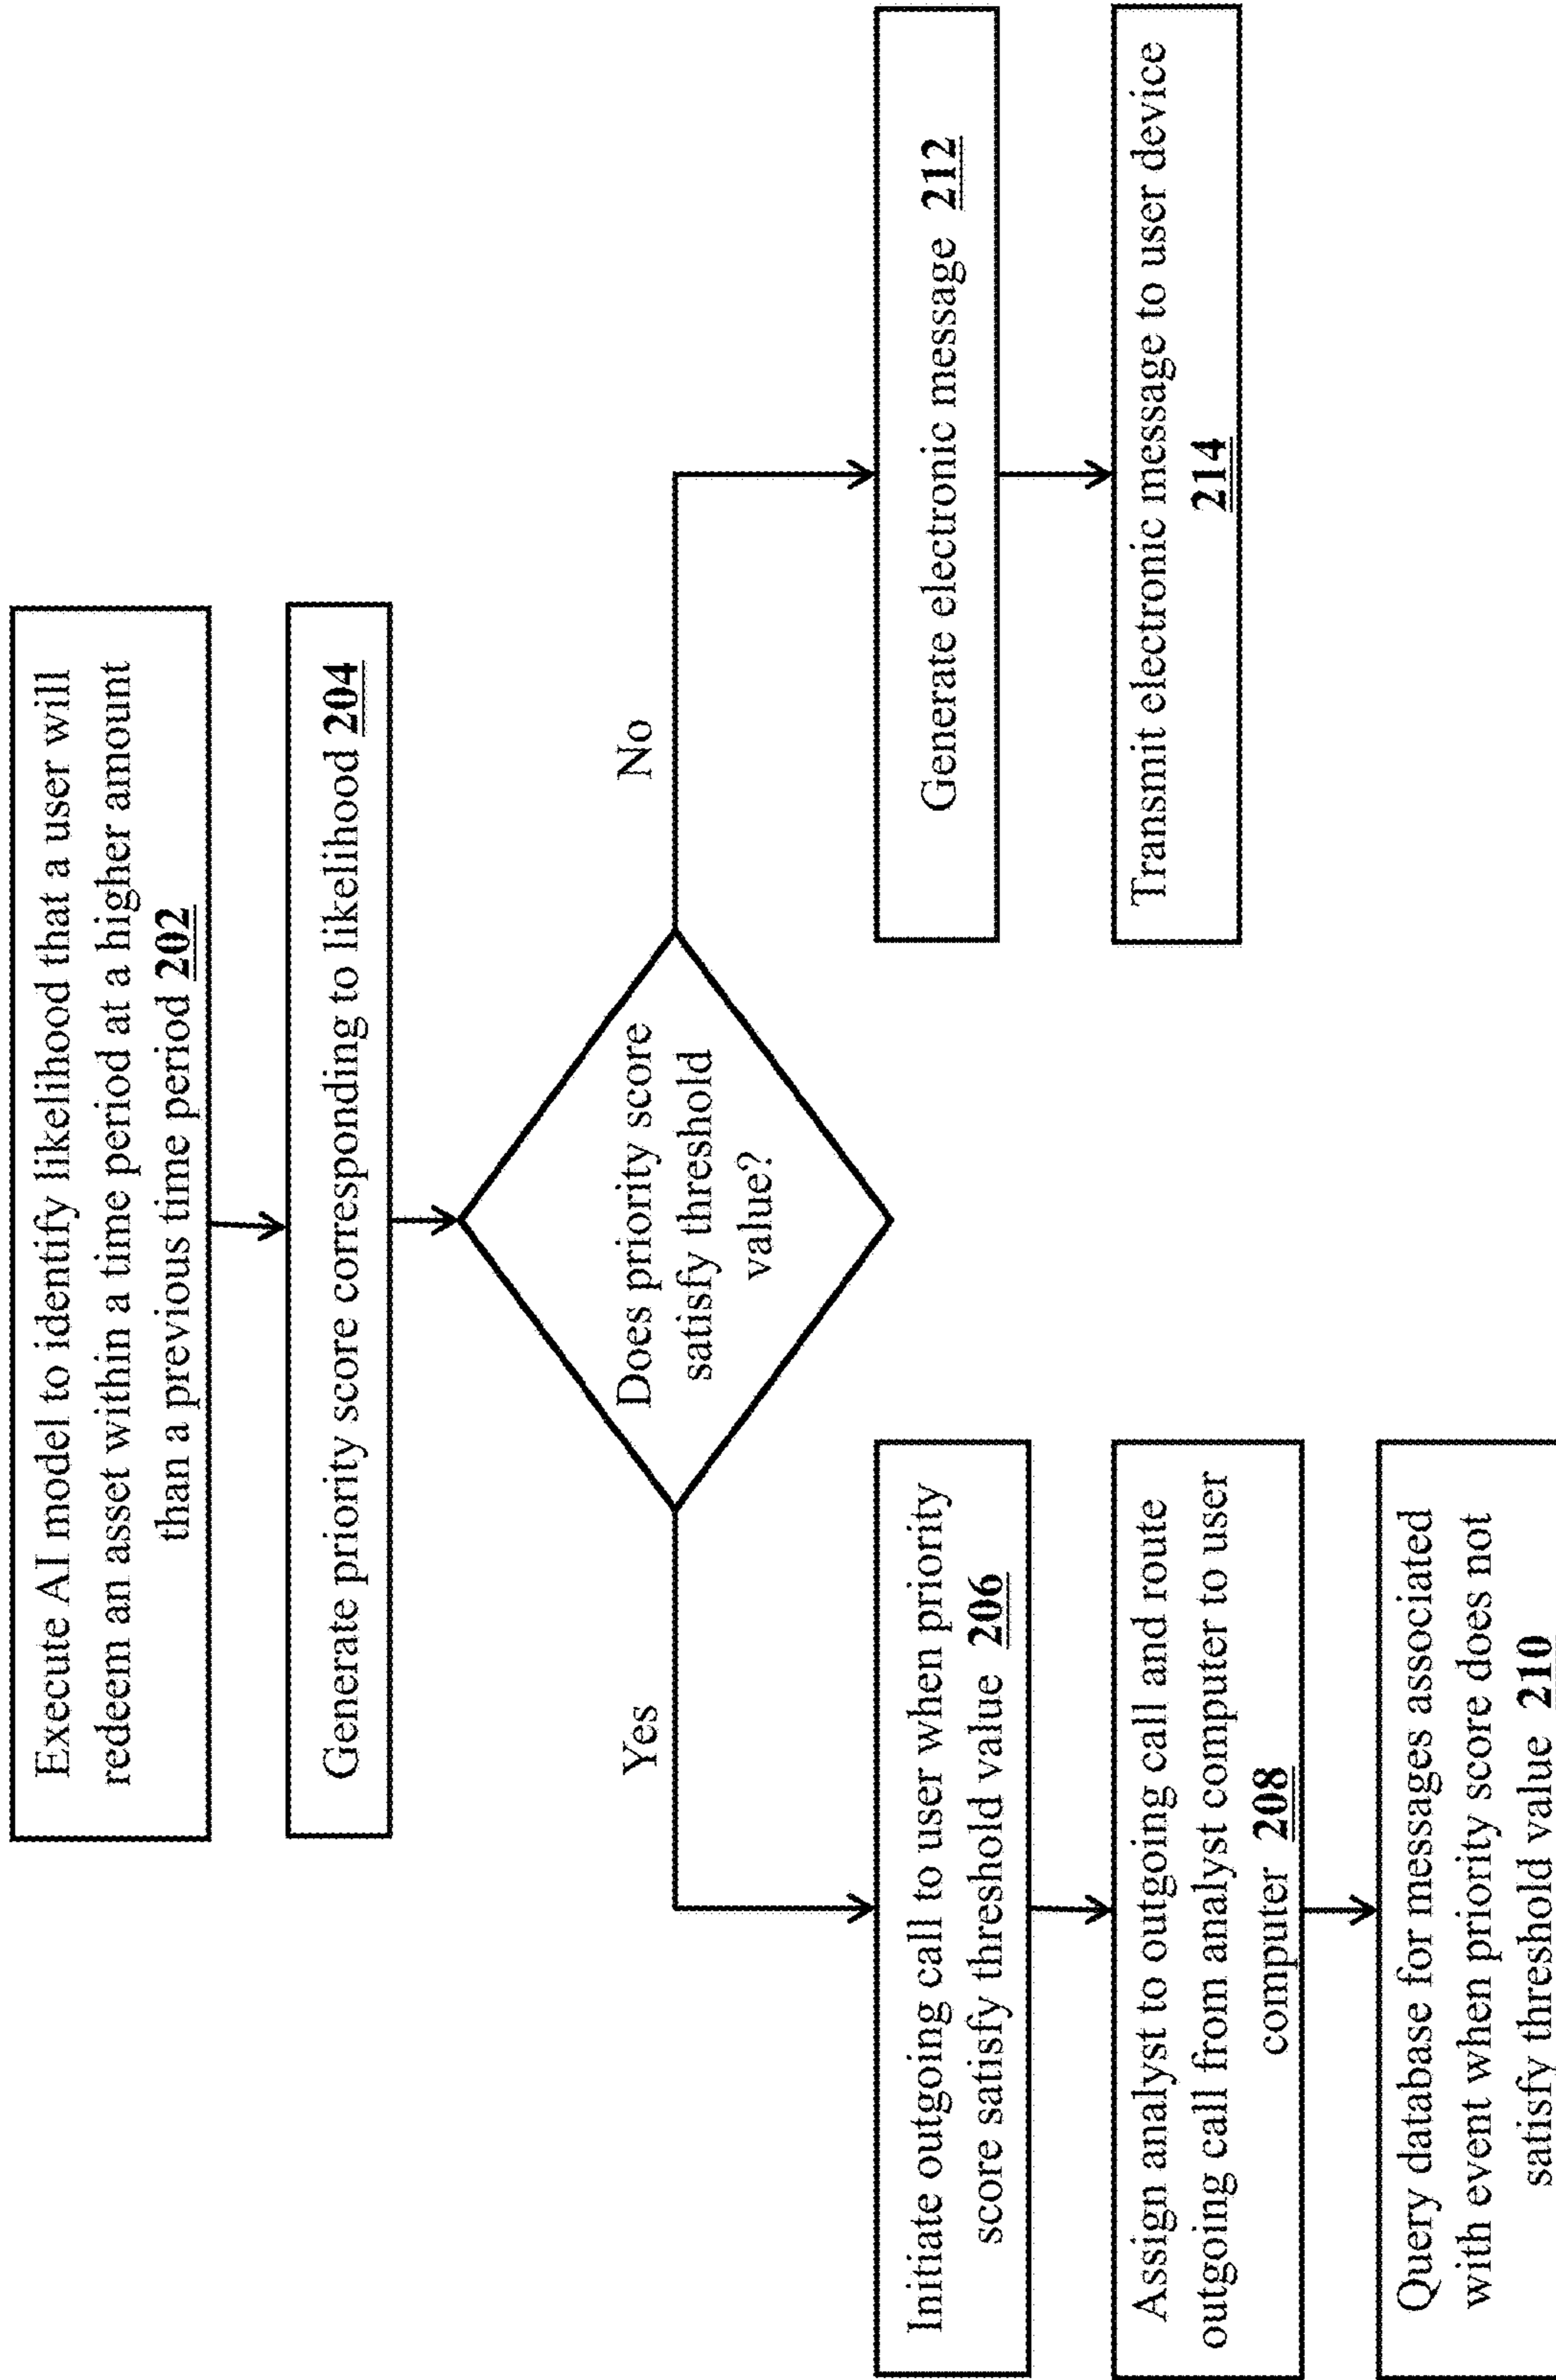 Execute AI model to identify likelihood that a user will
redeem an asset within a time period at a higher amount
than a previous time period 202
Generate priority score corresponding to likelihood 204
Does priority score
satisfy threshold
value?
Yes
No
Initiate outgoing call to user when priority
score satisfy threshold value 206
Assign analyst to outgoing call and route
outgoing call from analyst computer to user
computer 208
Query database for messages associated
with event when priority score does not
satisfy threshold value 210
Generate electronic message 212
Transmit electronic message to user device
214